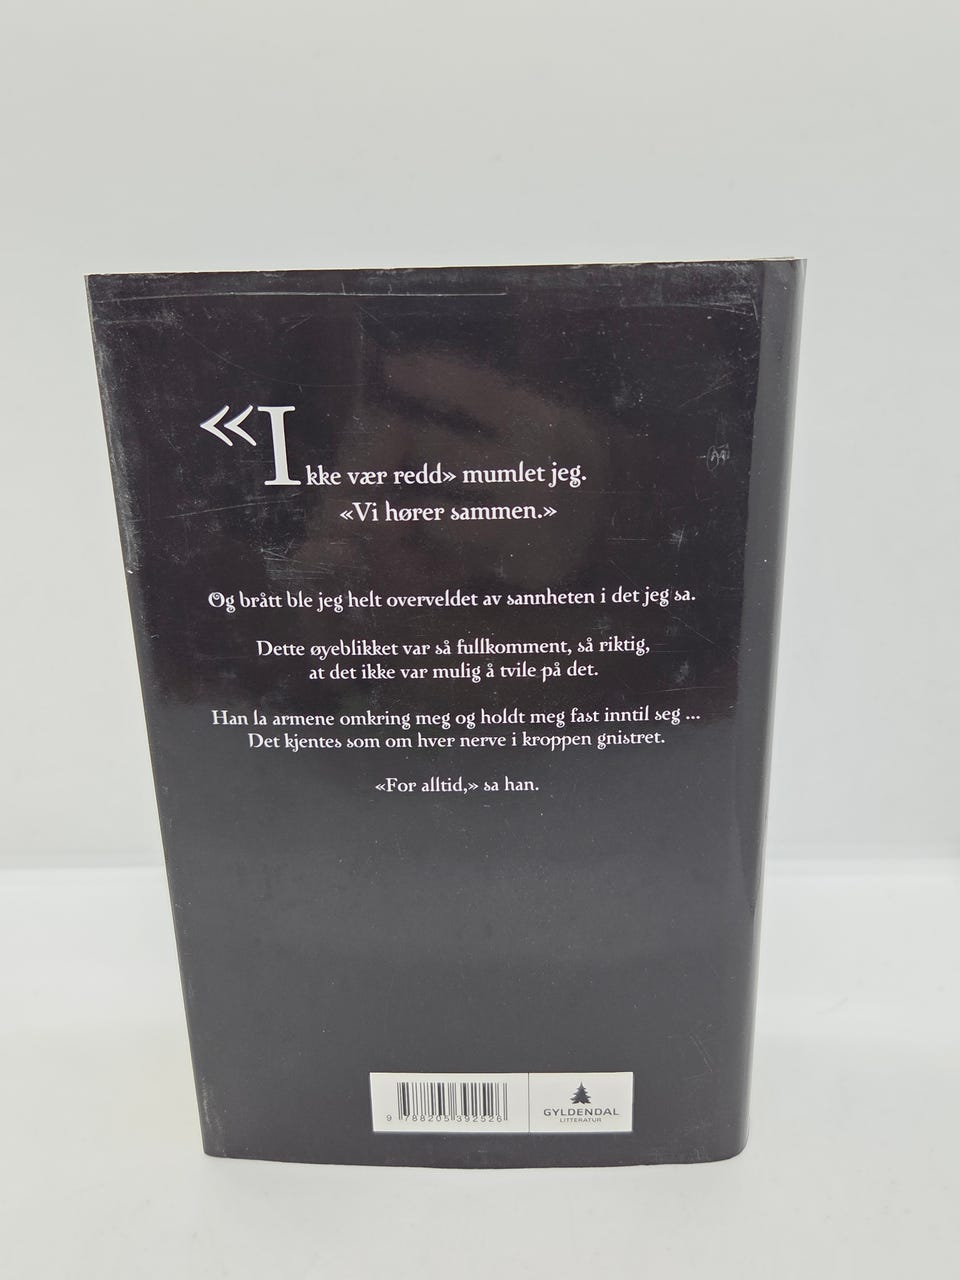 «Ikke vær redd» mumlet jeg.
«Vi hører sammen.»
Og brått ble jeg helt overveldet av sannheten i det jeg sa.
Dette øyeblikket var så fullkomment, så riktig,
at det ikke var mulig å tvile på det.
Han la armene omkring meg og holdt meg fast inntil seg ...
Det kjentes som om hver nerve i kroppen gnistret.
«For alltid,» sa han.
9 788205 392526
GYLDENDAL
LITTERATUR